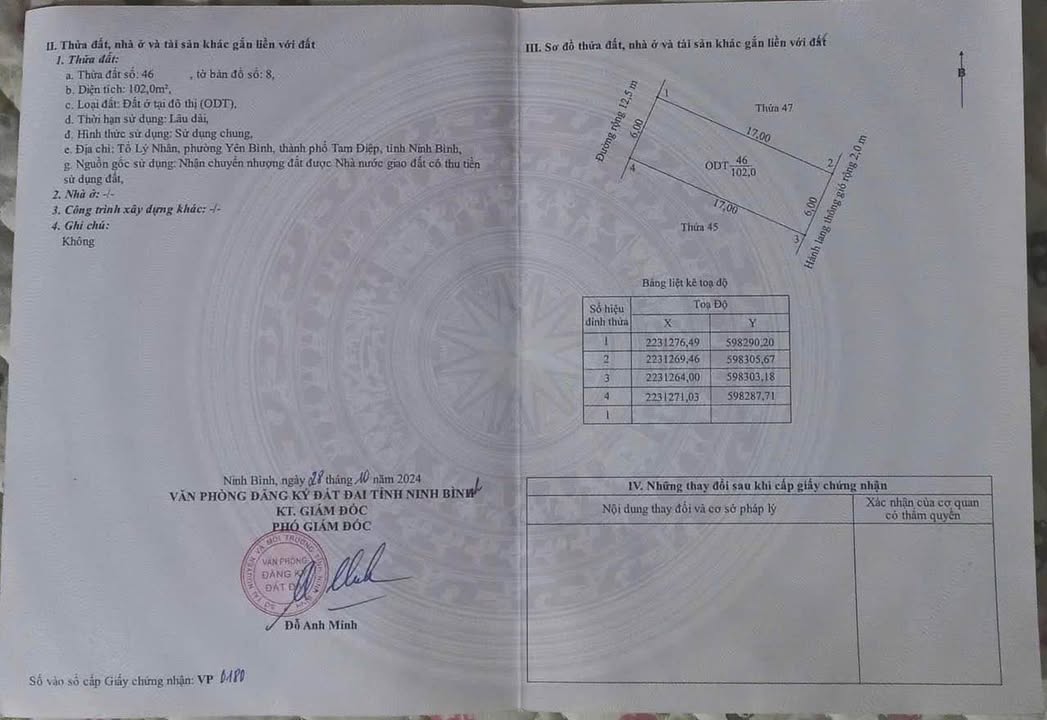 II. Thửa đất, nhà ở và tài sản khác gắn liền với đất
1. Thửa đất:
a. Thửa đất số: 46 , tờ bản đồ số: 8,
b. Diện tích: 102,0m²,
c. Loại đất: Đất ở tại đô thị (ODT),
d. Thời hạn sử dụng: Lâu dài,
đ. Hình thức sử dụng: Sử dụng chung,
e. Địa chỉ: Tổ Lý Nhân, phường Yên Bình, thành phố Tam Điệp, tỉnh Ninh Bình,
g. Nguồn gốc sử dụng: Nhận chuyển nhượng đất được Nhà nước giao đất có thu tiền
sử dụng đất,
2. Nhà ở: -/-
3. Công trình xây dựng khác: -/-
4. Ghi chú:
Không
Ninh Bình, ngày 28 tháng 10 năm 2024
VĂN PHÒNG ĐĂNG KÝ ĐẤT ĐAI TỈNH NINH BÌNH
KT. GIÁM ĐỐC
PHÓ GIÁM ĐỐC
VĂN PHÒNG
ĐĂNG KÝ
ĐẤT ĐAI
Đỗ Anh Minh
Số vào sổ cấp Giấy chứng nhận: VP 0180
III. Sơ đồ thửa đất, nhà ở và tài sản khác gắn liền với đất
B
Đường rộng 12,5 m
1
Thửa 47
6,00
17,00
2
ODT 46
102,0
4
17,00
6,00
Hành lang thông gió rộng 2,0 m
Thửa 45
3
Bảng liệt kê toạ độ
Số hiệu đỉnh thửa
Toạ Độ
X Y
1 2231276,49 598290,20
2 2231269,46 598305,67
3 2231264,00 598303,18
4 2231271,03 598287,71
1
IV. Những thay đổi sau khi cấp giấy chứng nhận
Nội dung thay đổi và cơ sở pháp lý
Xác nhận của cơ quan
có thẩm quyền